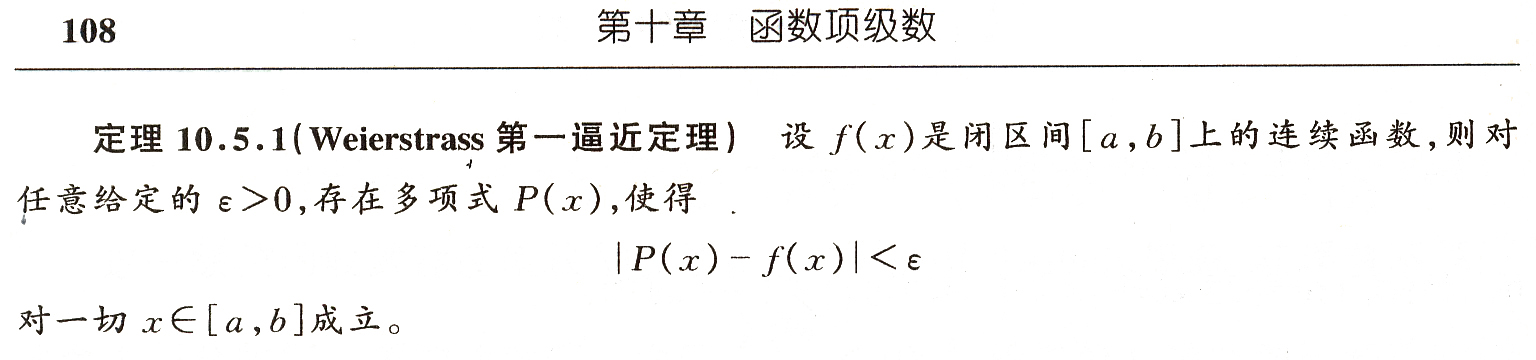 108 第十章 函数项级数
定理 10.5.1(Weierstrass 第一逼近定理) 设 f(x)是闭区间[a,b]上的连续函数,则对
任意给定的 ε>0,存在多项式 P(x),使得
|P(x)-f(x)|<ε
对一切 x∈[a,b]成立。